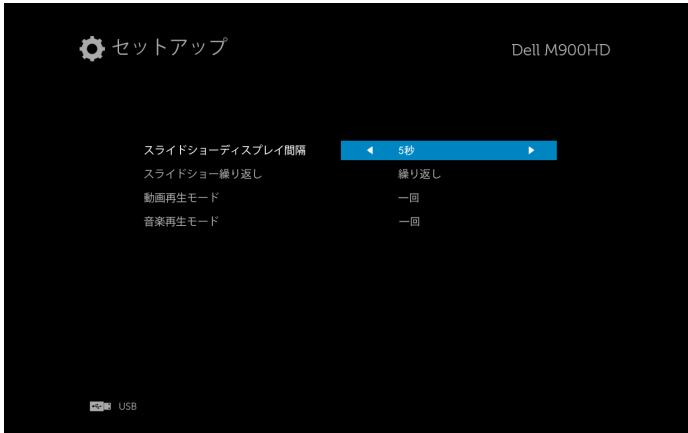 セットアップ
Dell M900HD
スライドショーディスプレイ間隔 5秒
スライドショー繰り返し 繰り返し
動画再生モード 一回
音楽再生モード 一回
USB